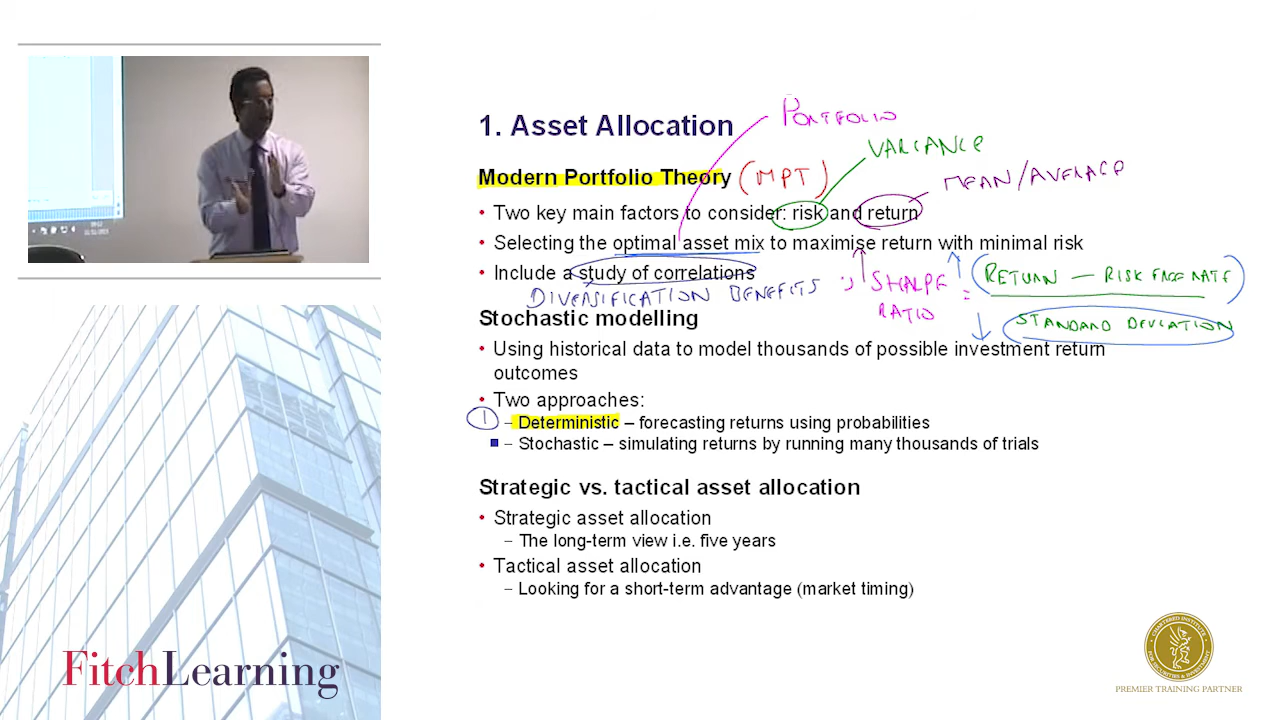 1. Asset Allocation
PORTFOLIO
VARIANCE
Modern Portfolio Theory (MPT)
MEAN/AVERAGE
• Two key main factors to consider: risk and return
• Selecting the optimal asset mix to maximise return with minimal risk
• Include a study of correlations
DIVERSIFICATION BENEFITS
SHARPE RATIO = (RETURN — RISK FREE RATE)
STANDARD DEVIATION
Stochastic modelling
• Using historical data to model thousands of possible investment return
outcomes
• Two approaches:
1 – Deterministic – forecasting returns using probabilities
– Stochastic – simulating returns by running many thousands of trials
Strategic vs. tactical asset allocation
• Strategic asset allocation
– The long-term view i.e. five years
• Tactical asset allocation
– Looking for a short-term advantage (market timing)
FitchLearning
CHARTERED INSTITUTE
FOR SECURITIES & INVESTMENT
PREMIER TRAINING PARTNER